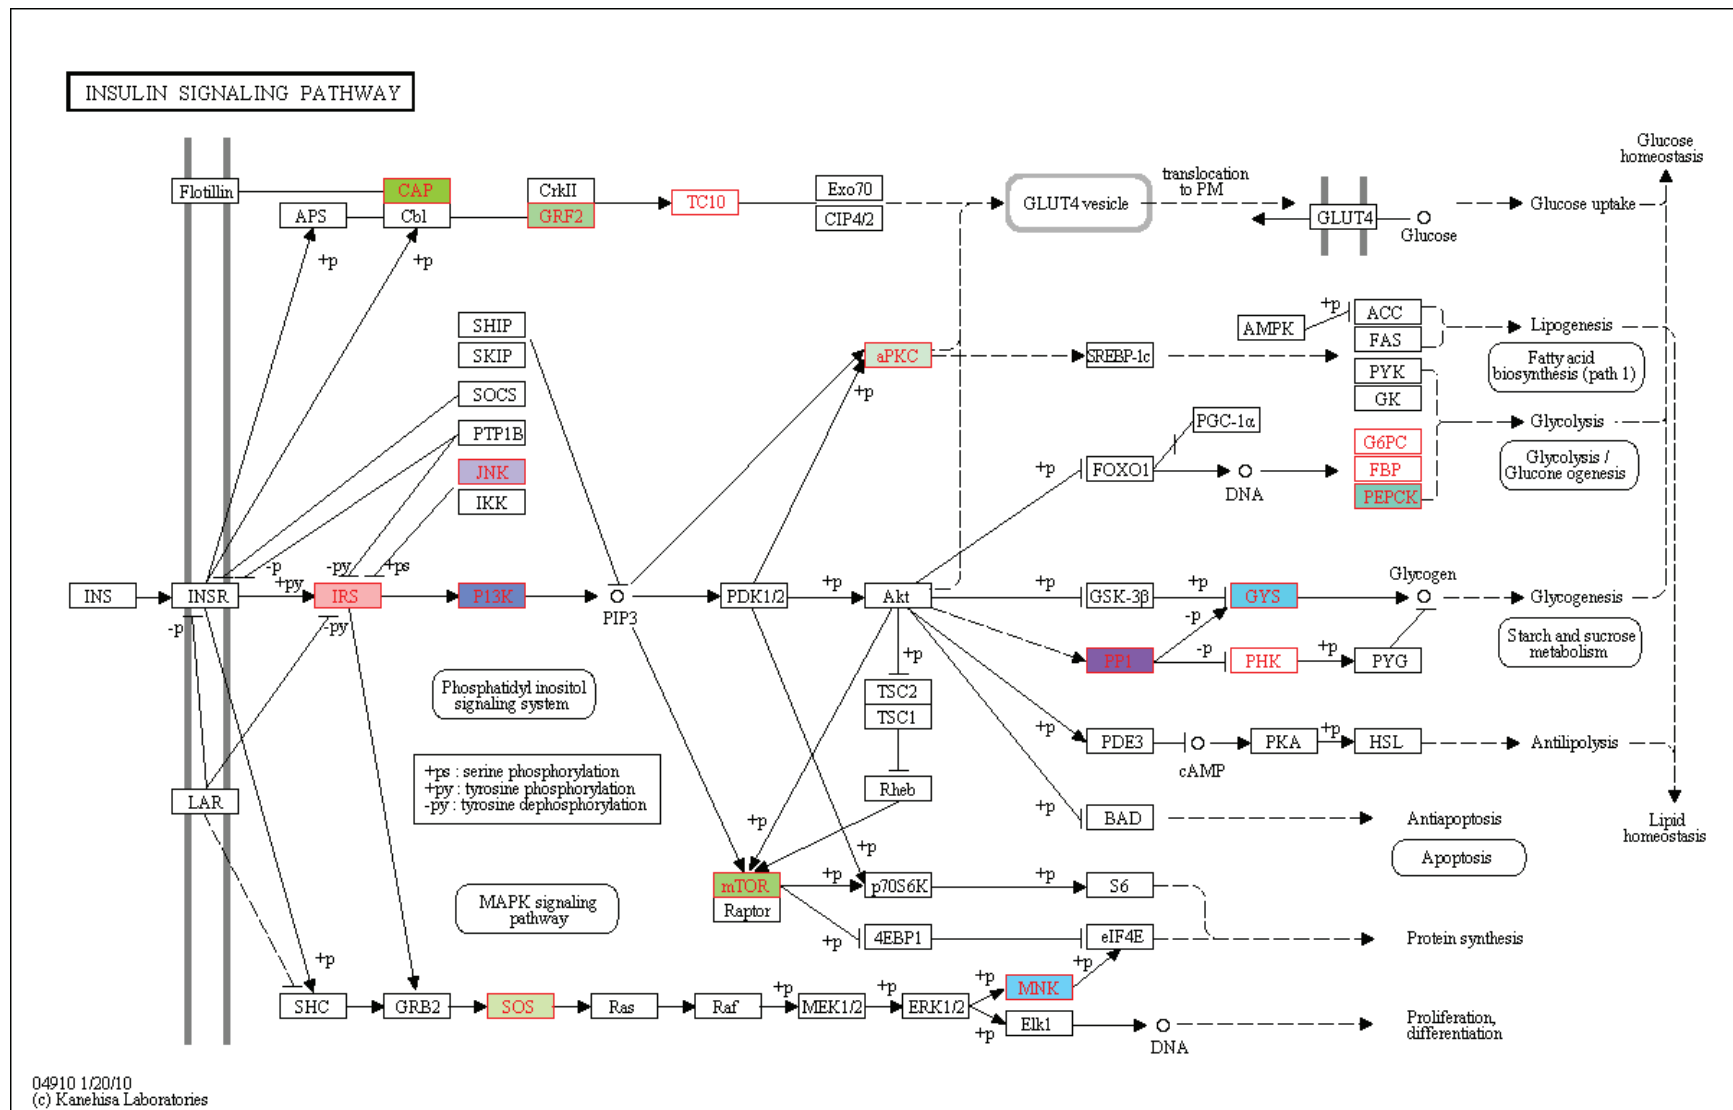 INSULIN SIGNALING PATHWAY
Glucose
homeostasis
Flotillin
CAP
CrkII
TC10
Exo70
translocation
to PM
APS
Cbl
GRF2
CIP4/2
GLUT4 vesicle
GLUT4
Glucose
Glucose uptake
+p
+p
SHIP
SKIP
SOCS
PTP1B
JNK
IKK
aPKC
+p
SREBP-1c
AMPK
+p
ACC
FAS
PYK
GK
Lipogenesis
Fatty acid
biosynthesis (path 1)
PGC-1α
+p
FOXO1
DNA
G6PC
FBP
PEPCK
Glycolysis
Glycolysis /
Glucone ogenesis
INS
INSR
-p
+py
-py
+ps
IRS
P13K
PIP3
PDK1/2
+p
Akt
+p
GSK-3β
+p
GYS
Glycogen
Glycogenesis
-p
-py
-p
PP1
-p
PHK
+p
PYG
Starch and sucrose
metabolism
Phosphatidyl inositol
signaling system
+p
TSC2
TSC1
+p
PDE3
cAMP
PKA
+p
HSL
Antilipolysis
+ps : serine phosphorylation
+py : tyrosine phosphorylation
-py : tyrosine dephosphorylation
LAR
Rheb
+p
+p
BAD
Antiapoptosis
Apoptosis
Lipid
homeostasis
+p
mTOR
Raptor
+p
p70S6K
+p
S6
MAPK signaling
pathway
+p
4EBP1
eIF4E
Protein synthesis
+p
SHC
GRB2
SOS
Ras
Raf
+p
MEK1/2
+p
ERK1/2
+p
MNK
+p
+p
Elk1
DNA
Proliferation,
differentiation
04910 1/20/10
(c) Kanehisa Laboratories